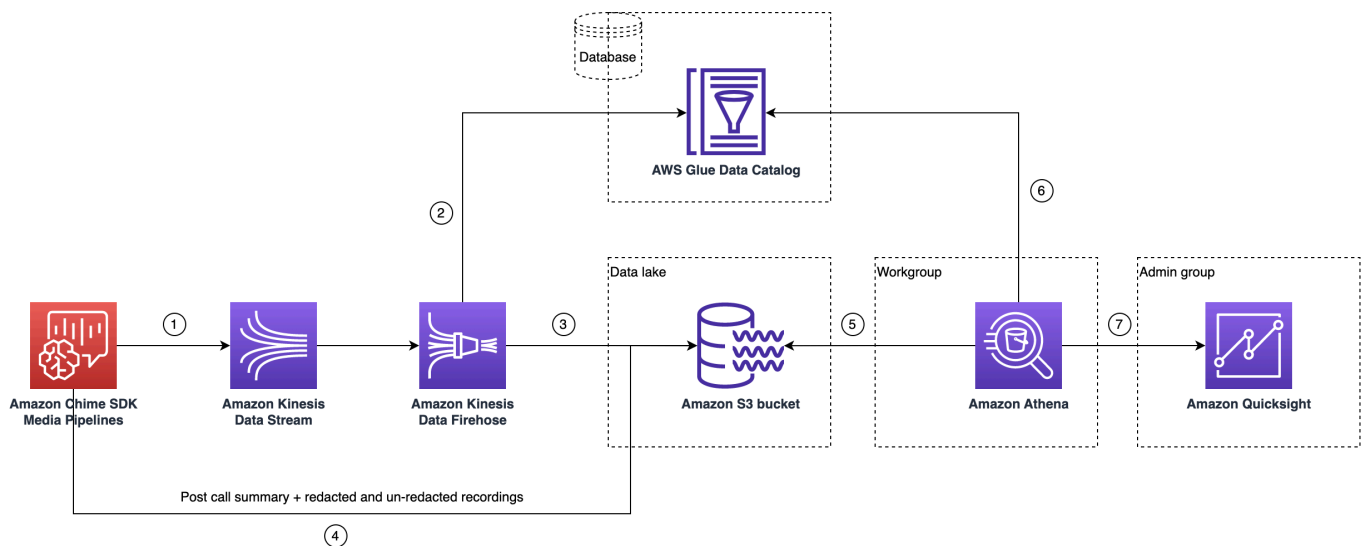 Database
AWS Glue Data Catalog
2
6
Data lake
Workgroup
Admin group
1
3
5
7
Amazon Chime SDK
Media Pipelines
Amazon Kinesis
Data Stream
Amazon Kinesis
Data Firehose
Amazon S3 bucket
Amazon Athena
Amazon Quicksight
Post call summary + redacted and un-redacted recordings
4